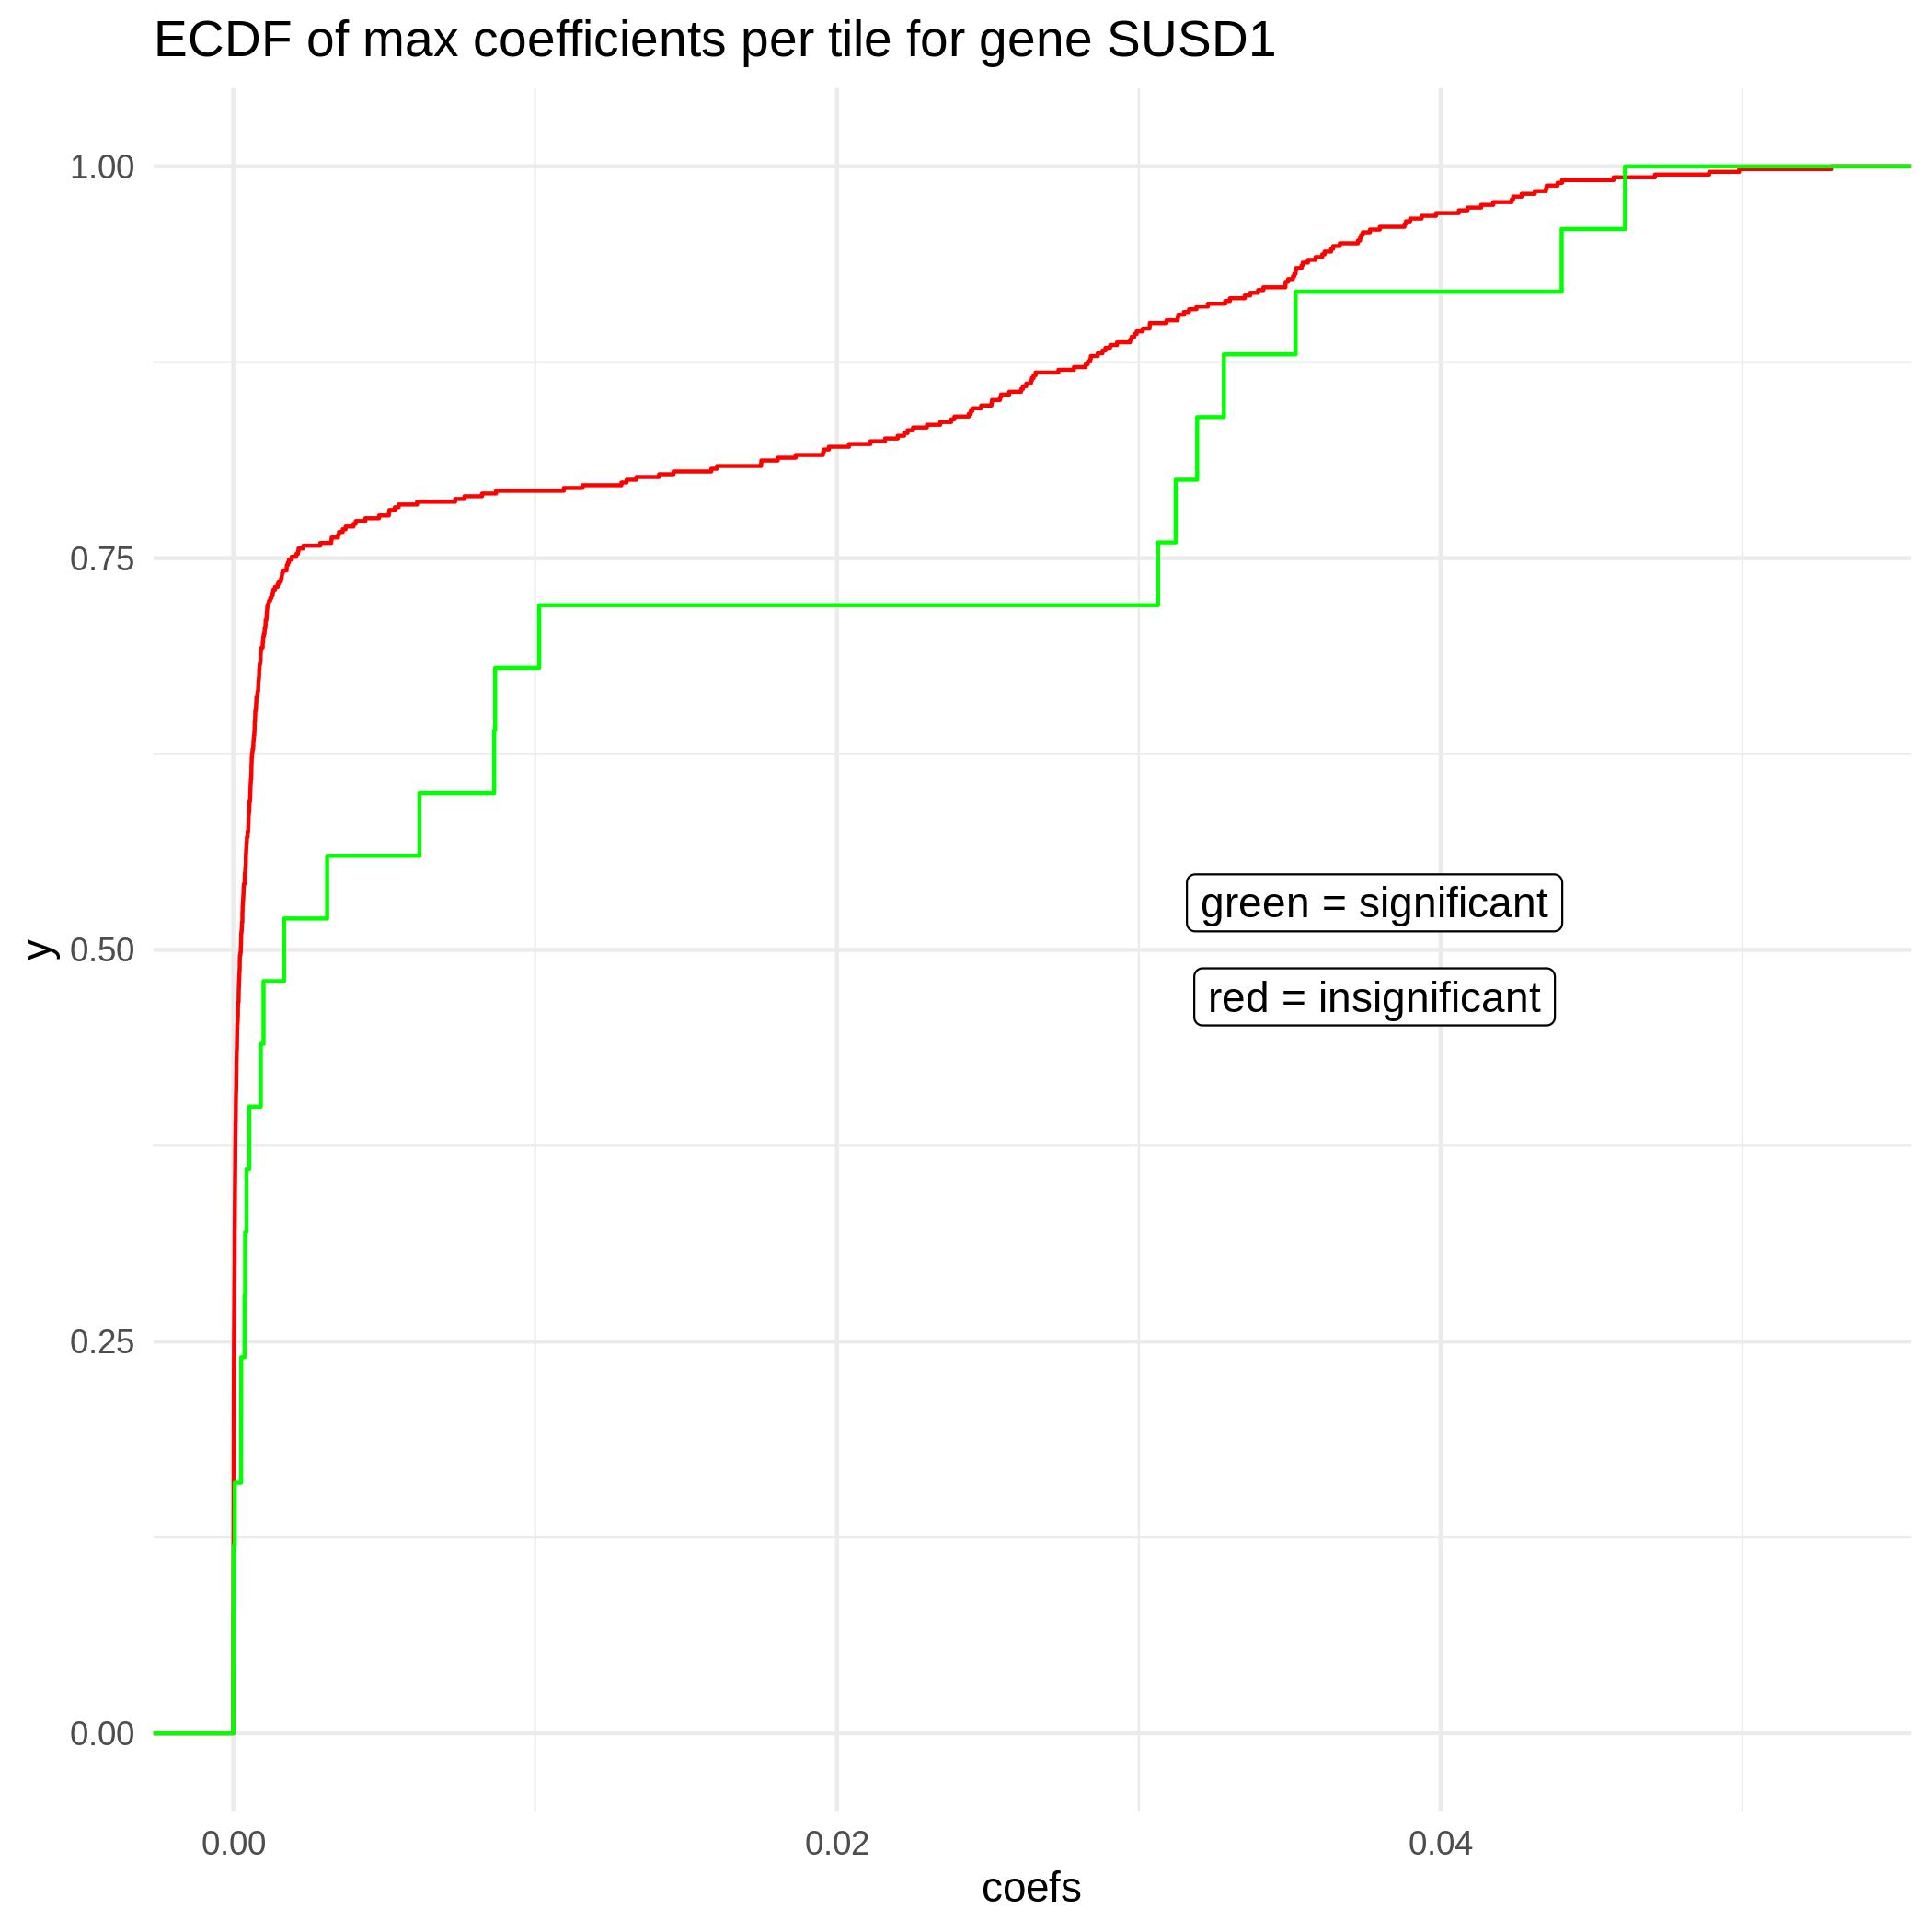 ECDF of max coefficients per tile for gene SUSD1
1.00
0.75
0.50
0.25
0.00
y
green = significant
red = insignificant
0.00
0.02
0.04
coefs